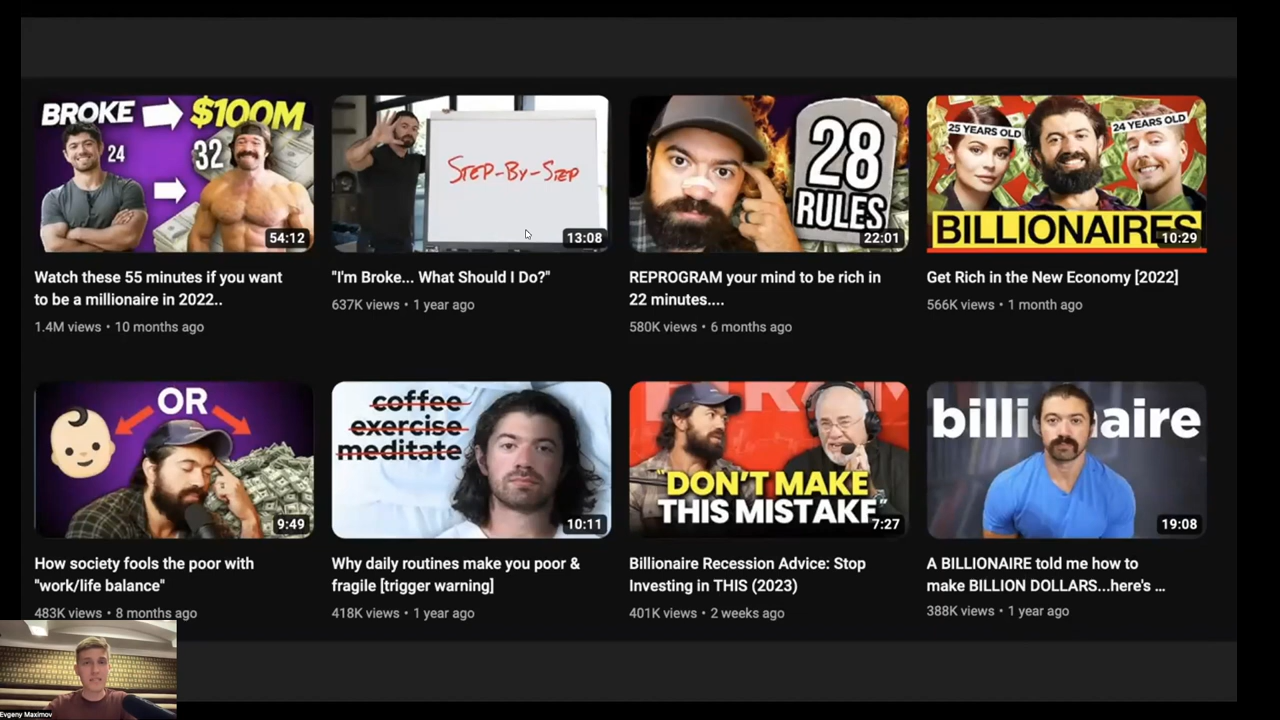 BROKE $100M
24
32
54:12
Watch these 55 minutes if you want
to be a millionaire in 2022..
1.4M views • 10 months ago
STEP-BY-STEP
13:08
"I'm Broke... What Should I Do?"
637K views • 1 year ago
28
RULES
22:01
REPROGRAM your mind to be rich in
22 minutes....
580K views • 6 months ago
25 YEARS OLD
24 YEARS OLD
BILLIONAIRES
10:29
Get Rich in the New Economy [2022]
566K views • 1 month ago
OR
9:49
How society fools the poor with
"work/life balance"
483K views • 8 months ago
coffee
exercise
meditate
10:11
Why daily routines make you poor &
fragile [trigger warning]
418K views • 1 year ago
"DON'T MAKE
THIS MISTAKE"
7:27
Billionaire Recession Advice: Stop
Investing in THIS (2023)
401K views • 2 weeks ago
billi aire
19:08
A BILLIONAIRE told me how to
make BILLION DOLLARS...here's ...
388K views • 1 year ago
Evgeny Maximov